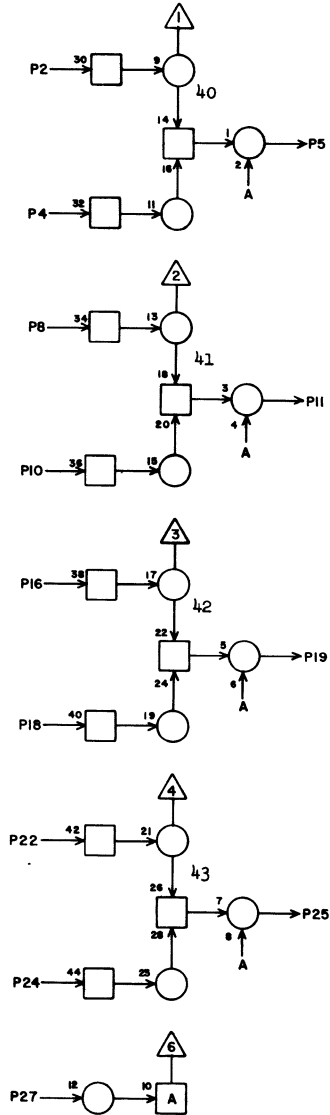 1
P2 30 9
40
14 1 P5
16 2
A
P4 32 11
2
P8 34 13
41
18 3 P11
20 4
A
P10 36 15
3
P16 38 17
42
22 5 P19
24 6
A
P18 40 19
4
P22 42 21
43
26 7 P25
28 8
A
P24 44 23
6
P27 12 10 A